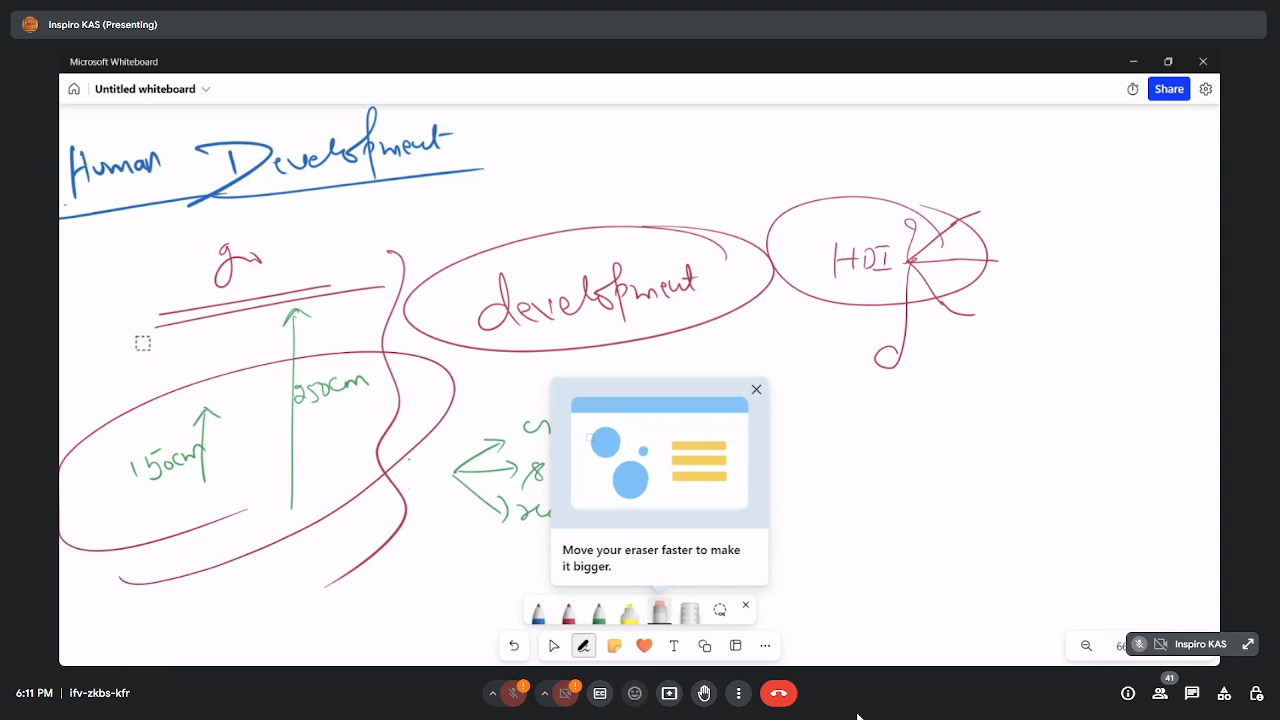 Inspiro KAS (Presenting)
Microsoft Whiteboard
Untitled whiteboard
Share
Human Development
development
HDI
250cm
150cm
Move your eraser faster to make
it bigger.
T
Inspiro KAS
6:11 PM | ifv-zkbs-kfr
41